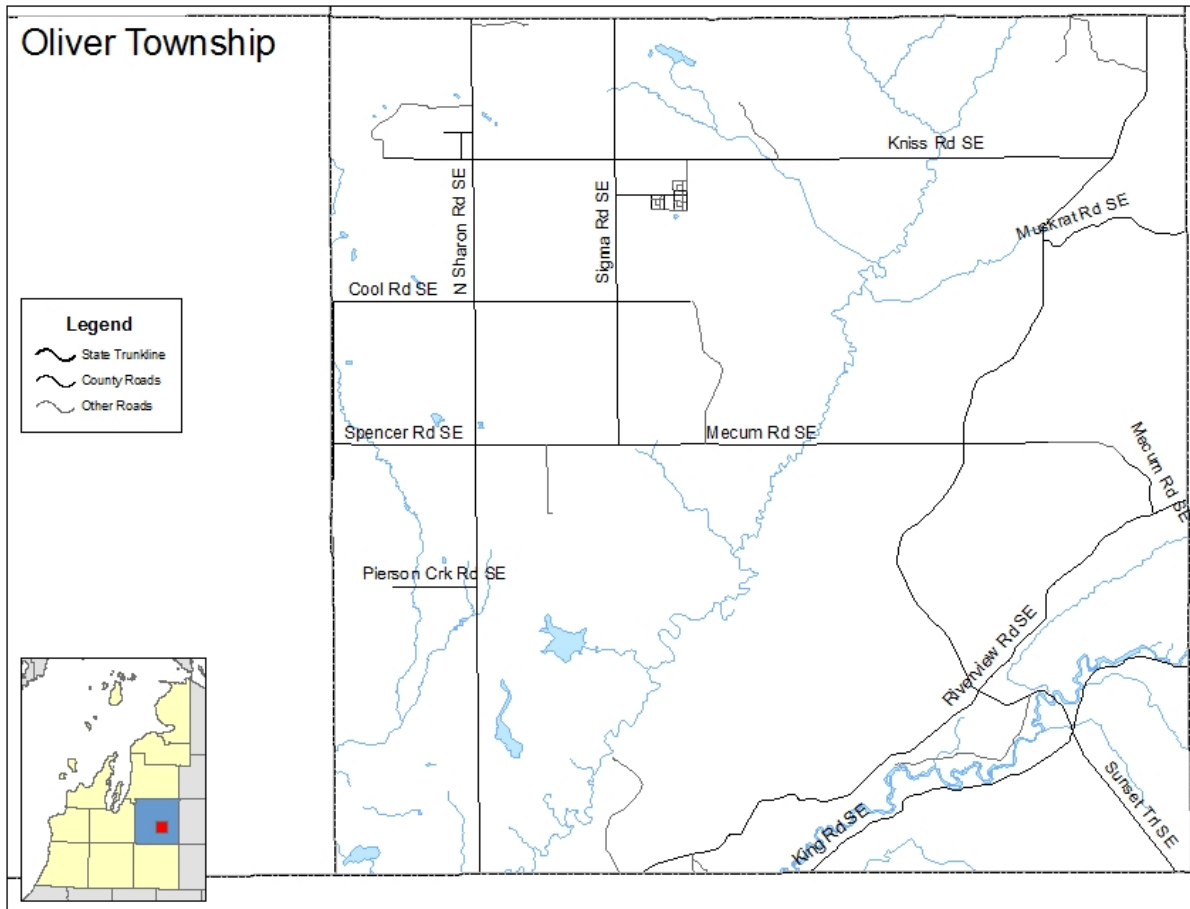 Oliver Township
Kniss Rd SE
N Sharon Rd SE
Sigma Rd SE
Muskrat Rd SE
Cool Rd SE
Legend
State Trunkline
County Roads
Other Roads
Spencer Rd SE
Mecum Rd SE
Mecum Rd SE
Pierson Crk Rd SE
Riverview Rd SE
King Rd SE
Sunset Trl SE